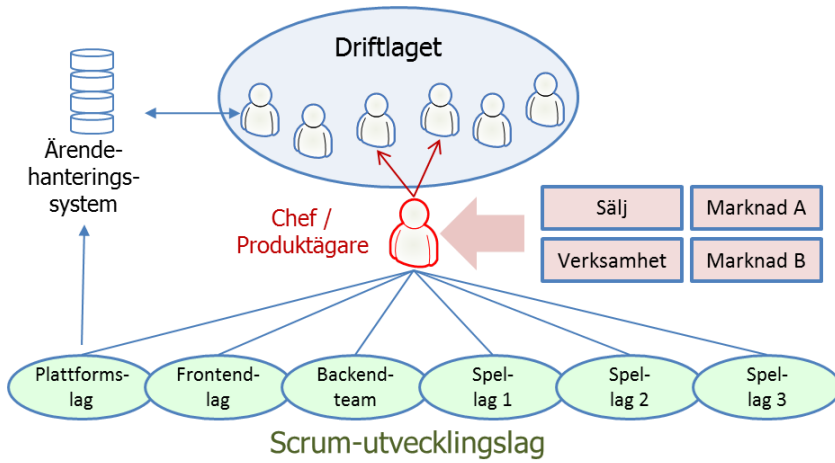 Driftlaget
Ärende-
hanterings-
system
Chef /
Produktägare
Sälj
Marknad A
Verksamhet
Marknad B
Plattforms-
lag
Frontend-
lag
Backend-
team
Spel-
lag 1
Spel-
lag 2
Spel-
lag 3
Scrum-utvecklingslag